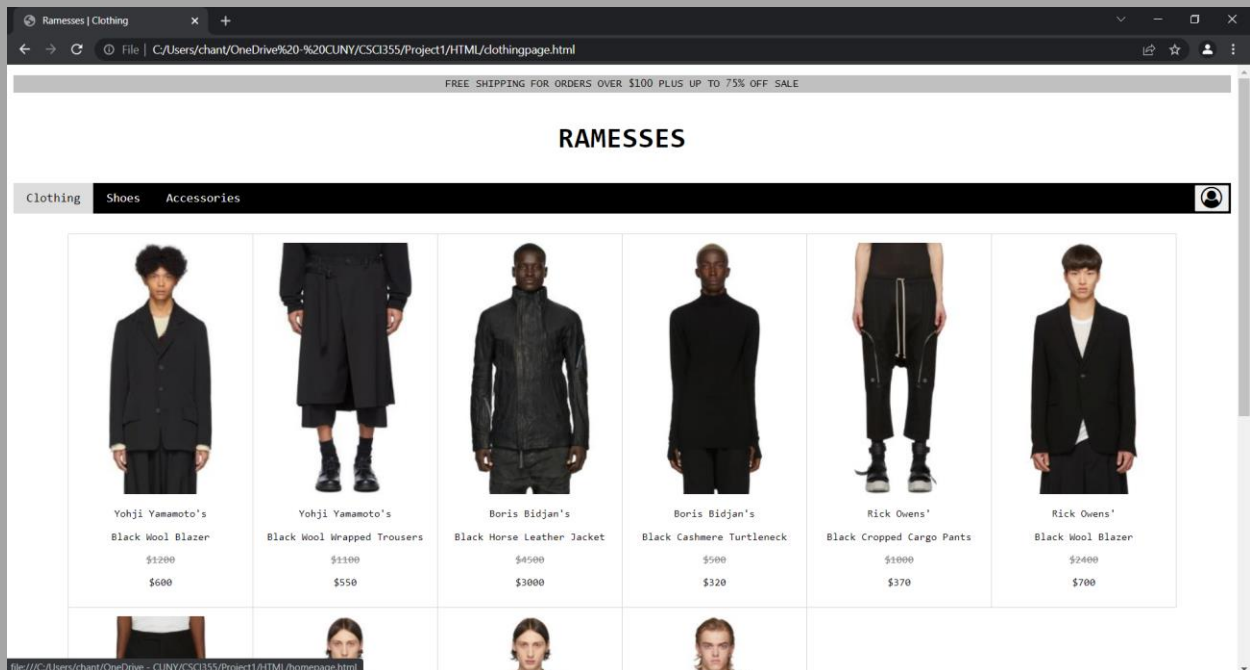 Ramesses | Clothing
File | C:/Users/chant/OneDrive%20-%20CUNY/CSCI355/Project1/HTML/clothingpage.html
FREE SHIPPING FOR ORDERS OVER $100 PLUS UP TO 75% OFF SALE
RAMESSES
Clothing Shoes Accessories
Yohji Yamamoto's
Black Wool Blazer
$1200
$600
Yohji Yamamoto's
Black Wool Wrapped Trousers
$1100
$550
Boris Bidjan's
Black Horse Leather Jacket
$4500
$3000
Boris Bidjan's
Black Cashmere Turtleneck
$500
$320
Rick Owens'
Black Cropped Cargo Pants
$1000
$370
Rick Owens'
Black Wool Blazer
$2400
$700
file:///C:/Users/chant/OneDrive - CUNY/CSCI355/Project1/HTML/homepage.html